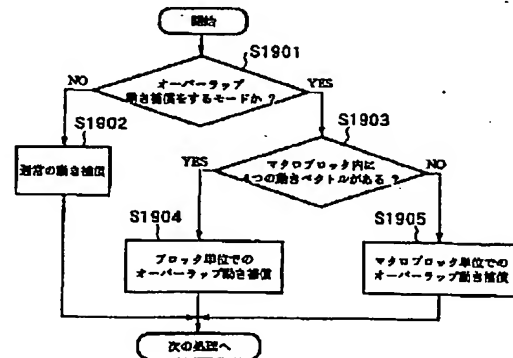 開始
S1901
オーバーラップ
動き補償をするモードか？
NO
YES
S1902
通常の動き補償
S1903
マクロブロック内に
4つの動きベクトルがある？
YES
NO
S1904
ブロック単位での
オーバーラップ動き補償
S1905
マクロブロック単位での
オーバーラップ動き補償
次の処理へ